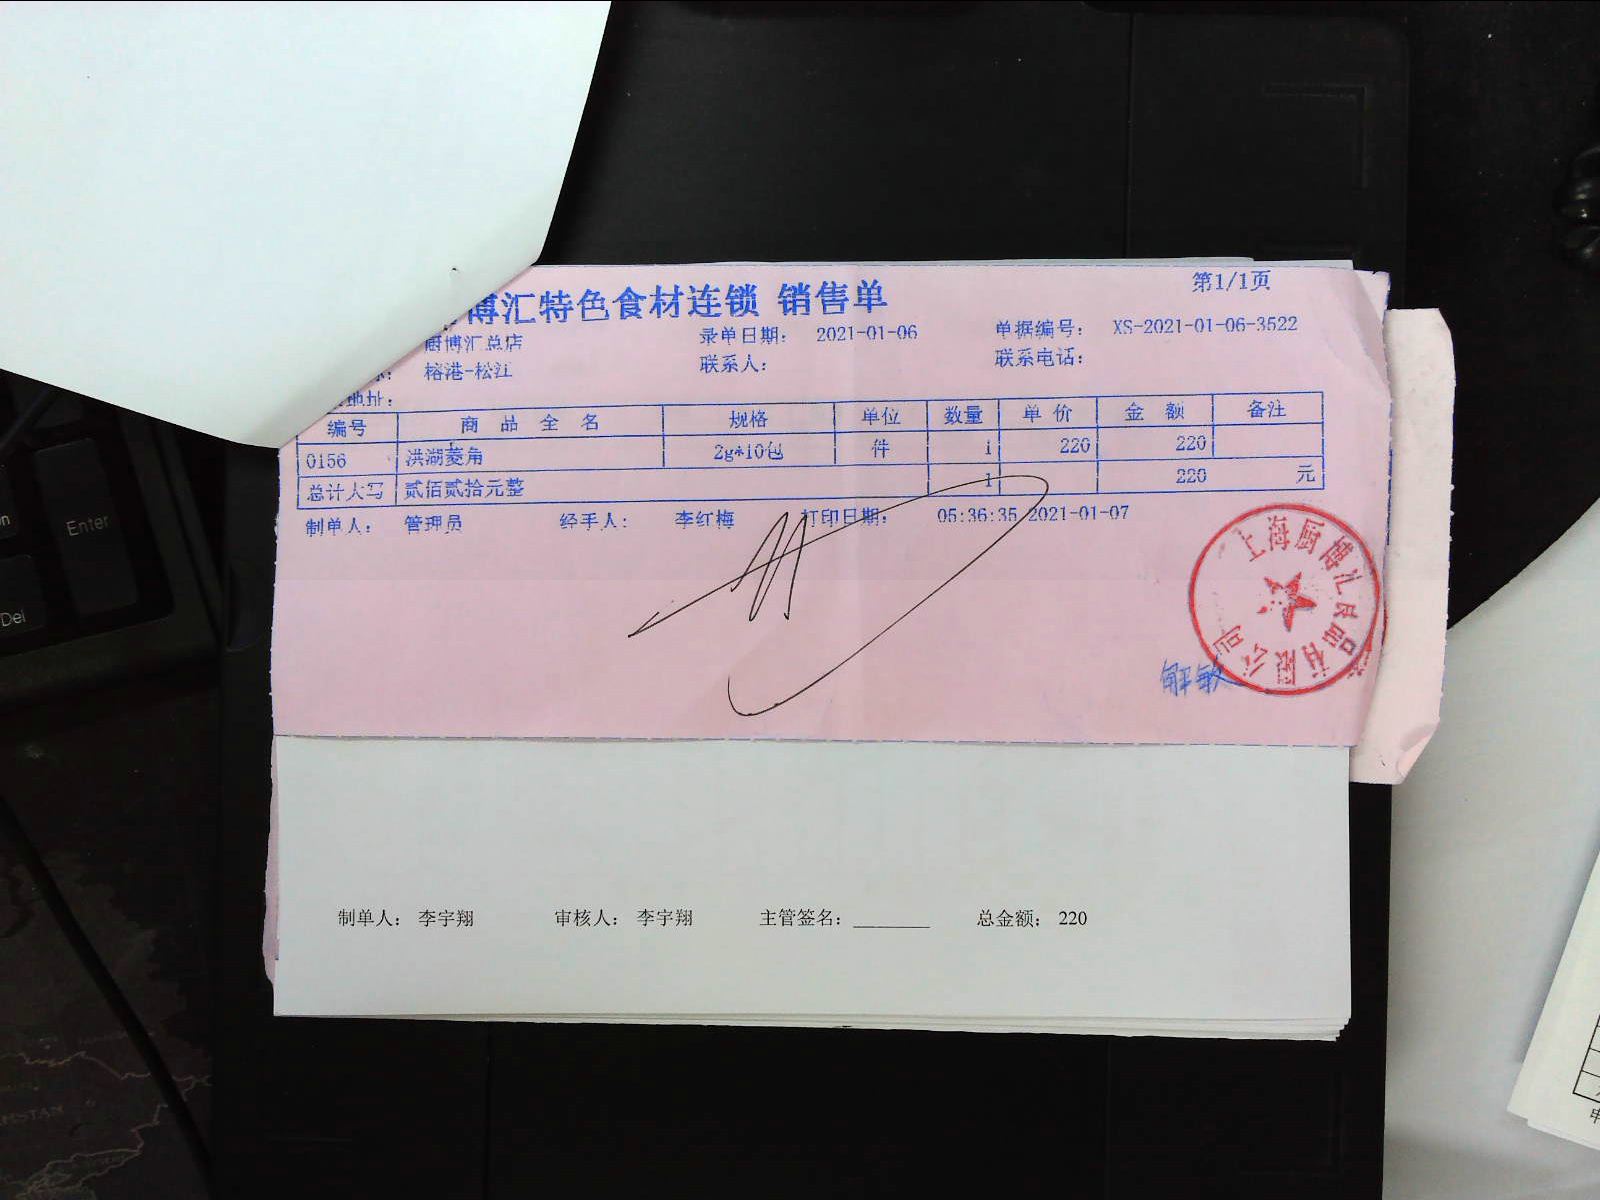 第1/1页
博汇特色食材连锁 销售单
厨博汇总店 录单日期: 2021-01-06 单据编号: XS-2021-01-06-3522
榕港-松江 联系人: 联系电话:
地址:
编号 商品全名 规格 单位 数量 单价 金额 备注
0156 洪湖菱角 2g*10包 件 1 220 220
总计大写 贰佰贰拾元整 1 220 元
制单人: 管理员 经手人: 李红梅 打印日期: 05:36:35 2021-01-07
上海厨博汇食品有限公司
制单人: 李宇翔 审核人: 李宇翔 主管签名:________ 总金额: 220
Enter
Del